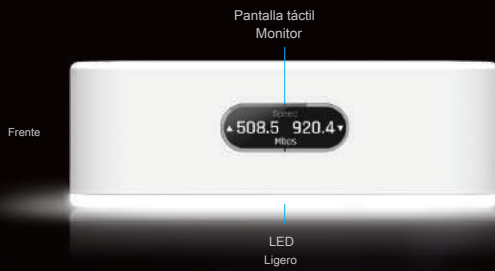 Pantalla táctil
Monitor
Speed
▲508.5 920.4▼
Mbps
Frente
LED
Ligero